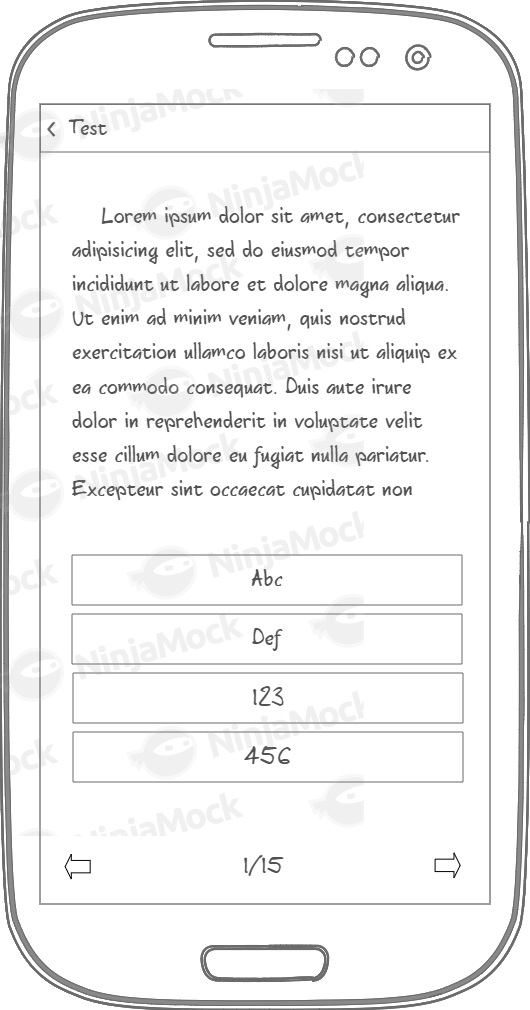 Test
Lorem ipsum dolor sit amet, consectetur
adipisicing elit, sed do eiusmod tempor
incididunt ut labore et dolore magna aliqua.
Ut enim ad minim veniam, quis nostrud
exercitation ullamco laboris nisi ut aliquip ex
ea commodo consequat. Duis aute irure
dolor in reprehenderit in voluptate velit
esse cillum dolore eu fugiat nulla pariatur.
Excepteur sint occaecat cupidatat non
Abc
Def
123
456
1/15
NinjaMock
NinjaMock
NinjaMock
NinjaMock
NinjaMock
NinjaMock
NinjaMock
NinjaMock
NinjaMock